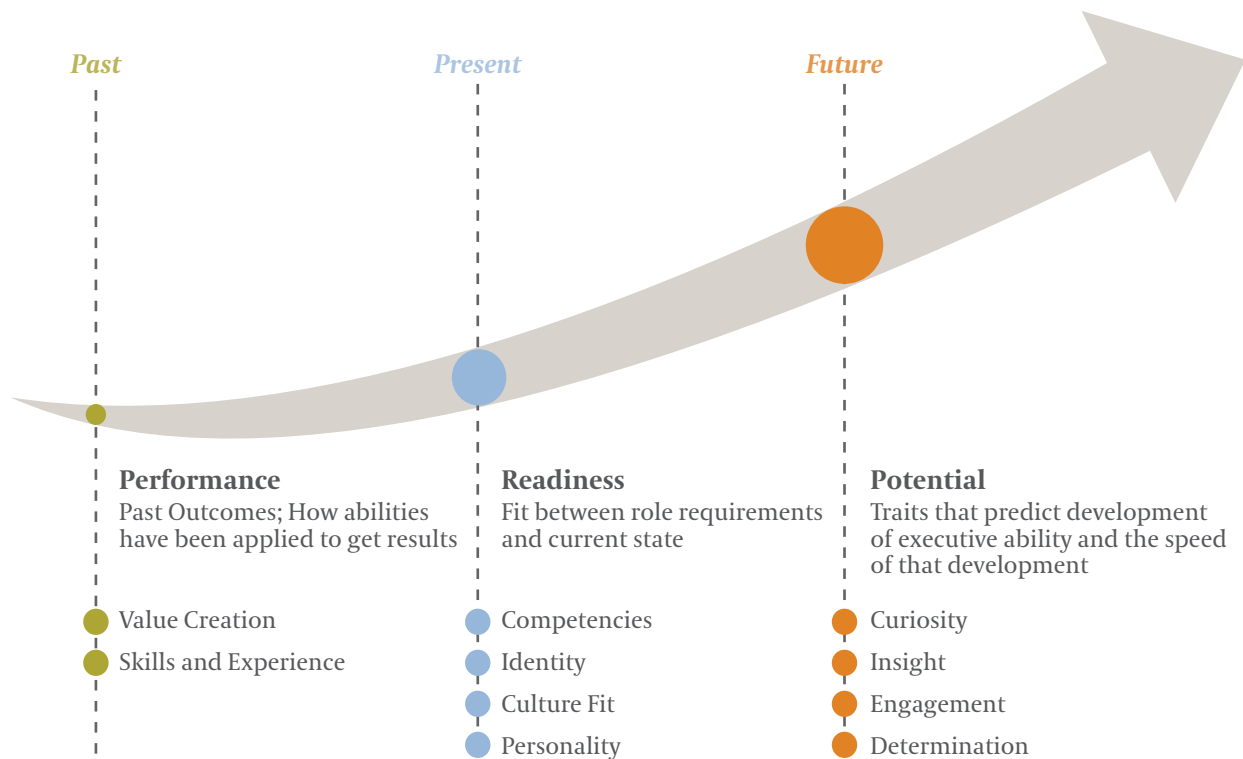 Past
Present
Future
Performance
Past Outcomes; How abilities
have been applied to get results
Value Creation
Skills and Experience
Readiness
Fit between role requirements
and current state
Competencies
Identity
Culture Fit
Personality
Potential
Traits that predict development
of executive ability and the speed
of that development
Curiosity
Insight
Engagement
Determination